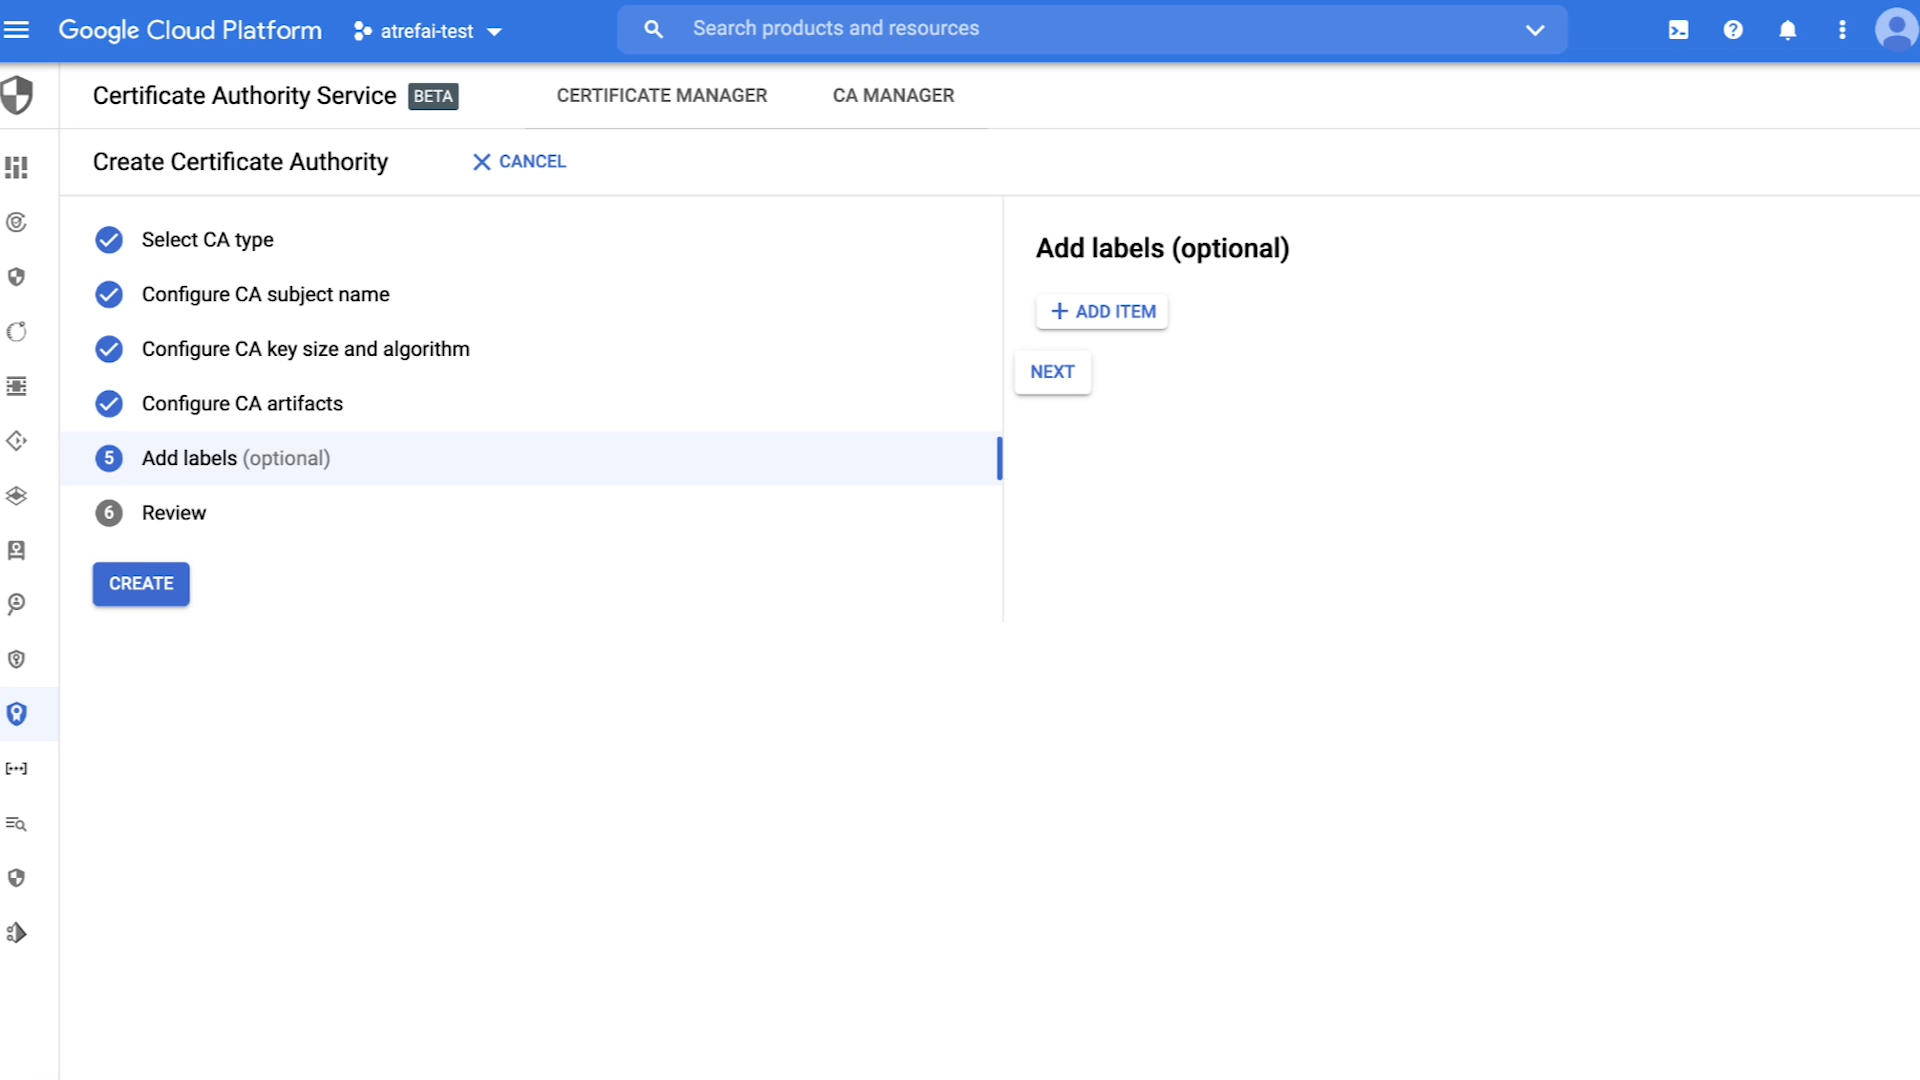 Google Cloud Platform
atrefai-test
Search products and resources
Certificate Authority Service BETA
CERTIFICATE MANAGER
CA MANAGER
Create Certificate Authority
CANCEL
Select CA type
Configure CA subject name
Configure CA key size and algorithm
Configure CA artifacts
5 Add labels (optional)
6 Review
CREATE
Add labels (optional)
+ ADD ITEM
NEXT